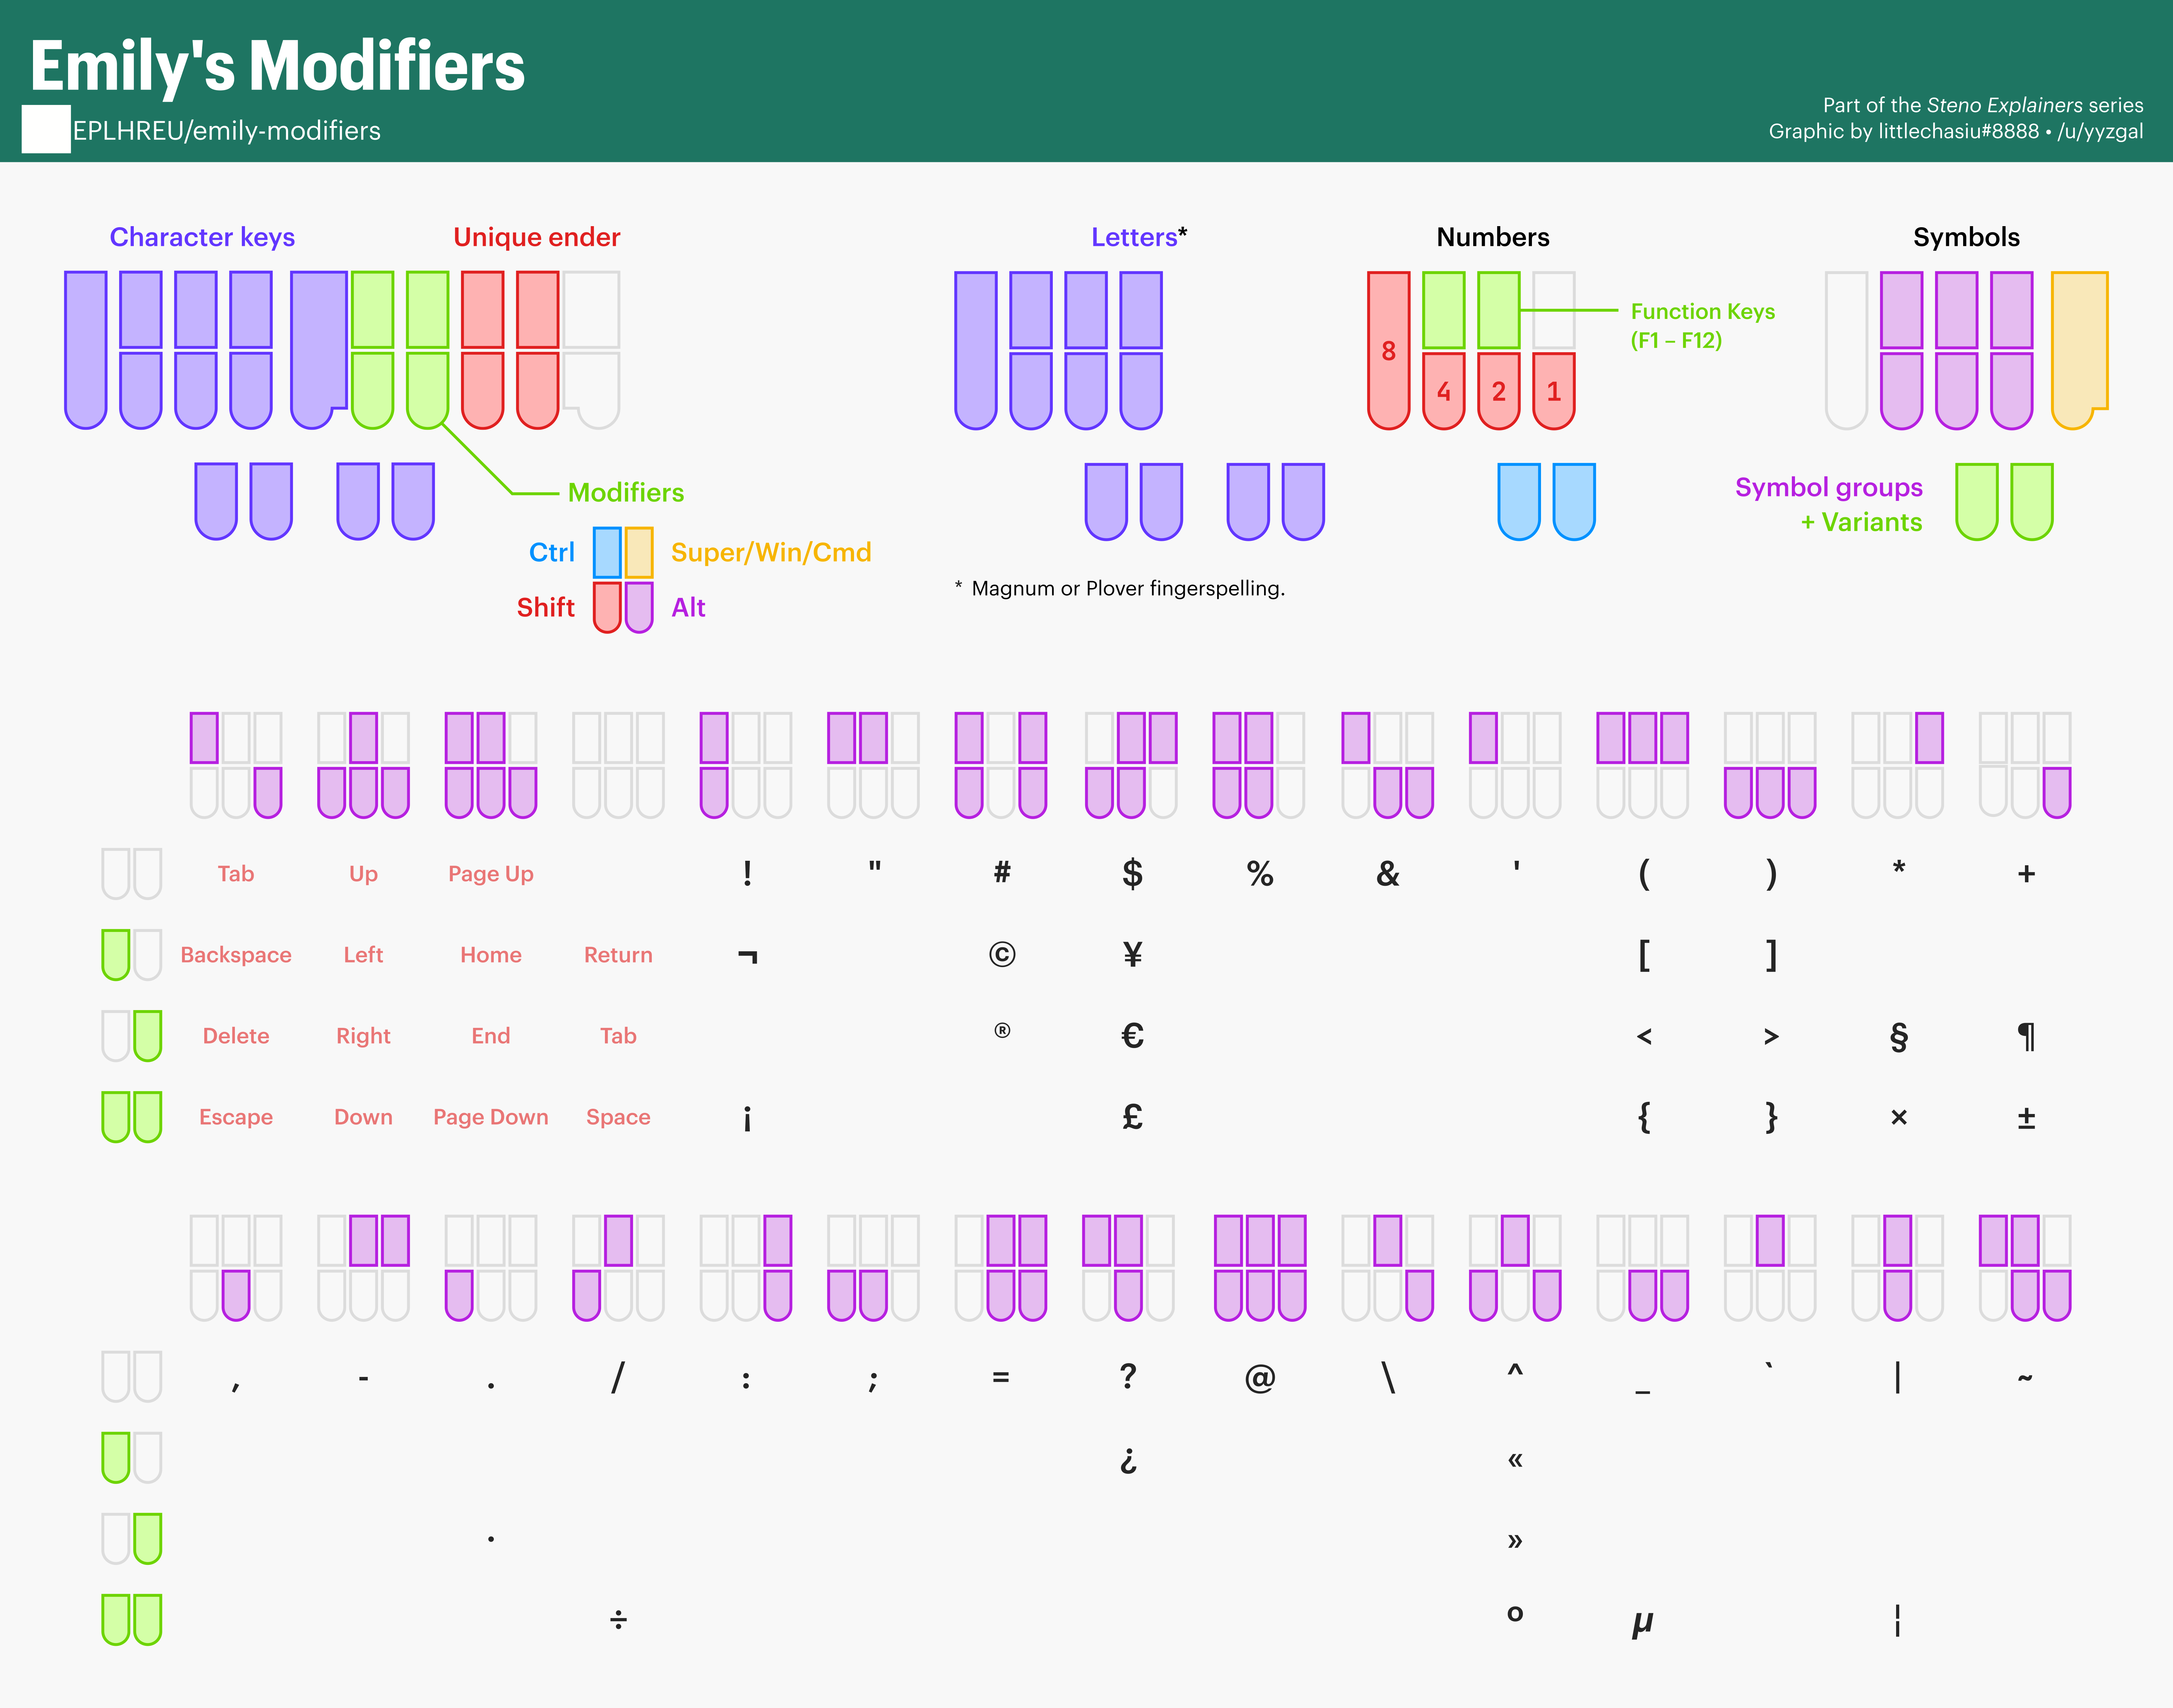 Emily's Modifiers
EPLHREU/emily-modifiers
Part of the Steno Explainers series
Graphic by littlechasiu#8888 • /u/yyzgal
Character keys
Unique ender
Modifiers
Ctrl
Super/Win/Cmd
Shift
Alt
Letters*
* Magnum or Plover fingerspelling.
Numbers
8
4 2 1
Function Keys
(F1 – F12)
Symbols
Symbol groups
+ Variants
Tab Up Page Up ! " # $ % & ' ( ) * +
Backspace Left Home Return ¬ © ¥ [ ]
Delete Right End Tab ® € < > § ¶
Escape Down Page Down Space ¡ £ { } × ±
, - . / : ; = ? @ \ ^ _ ` | ~
¿ «
· »
÷ º µ ¦